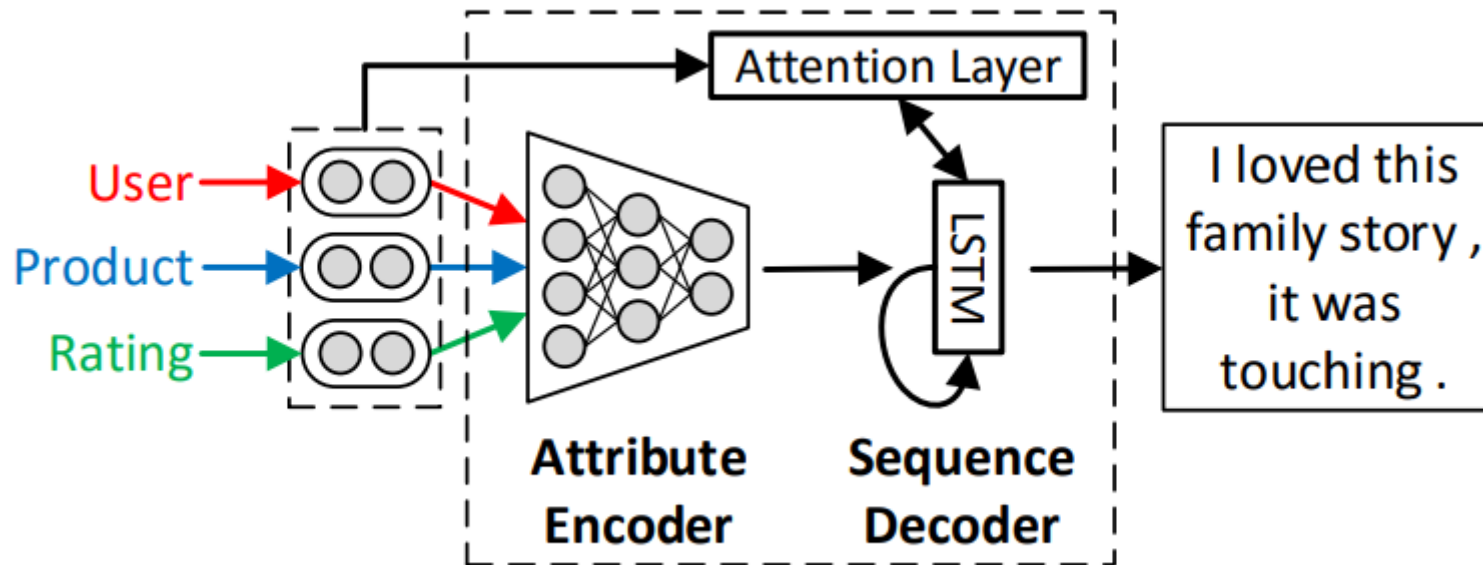 Attention Layer
User
Product
Rating
LSTM
I loved this
family story ,
it was
touching .
Attribute
Encoder
Sequence
Decoder